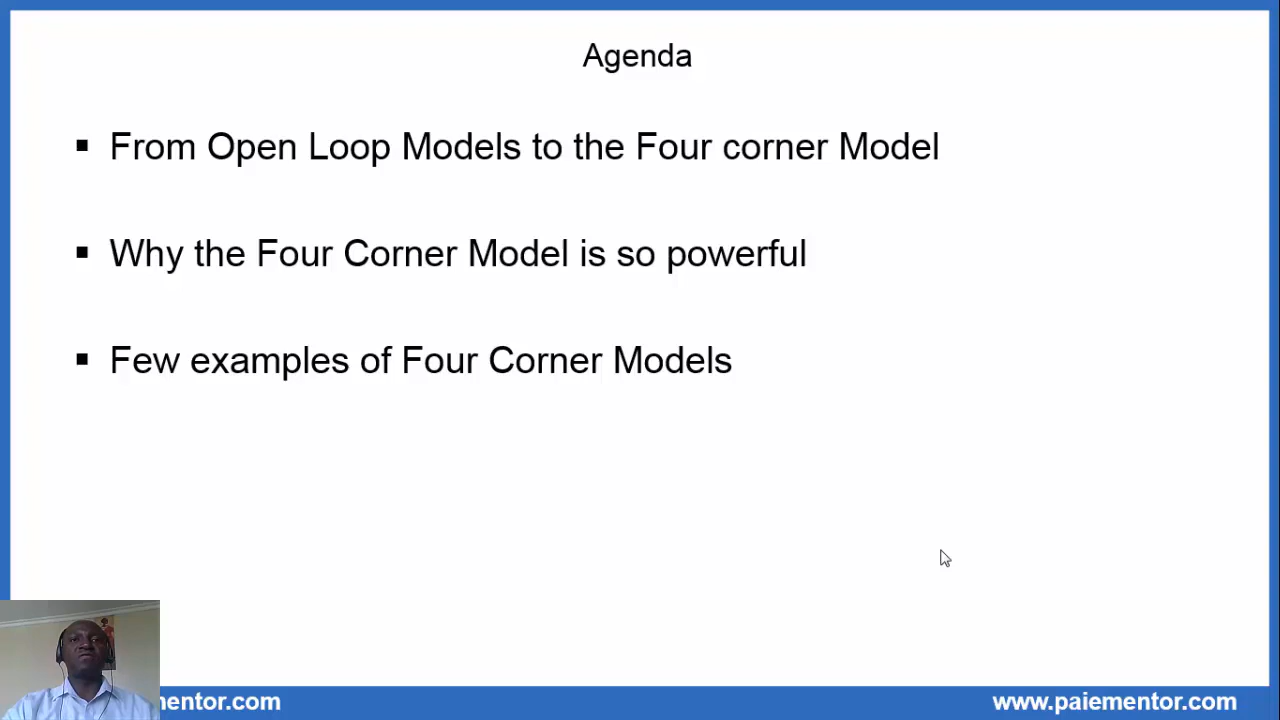 Agenda
▪ From Open Loop Models to the Four corner Model
▪ Why the Four Corner Model is so powerful
▪ Few examples of Four Corner Models
mentor.com
www.paiementor.com